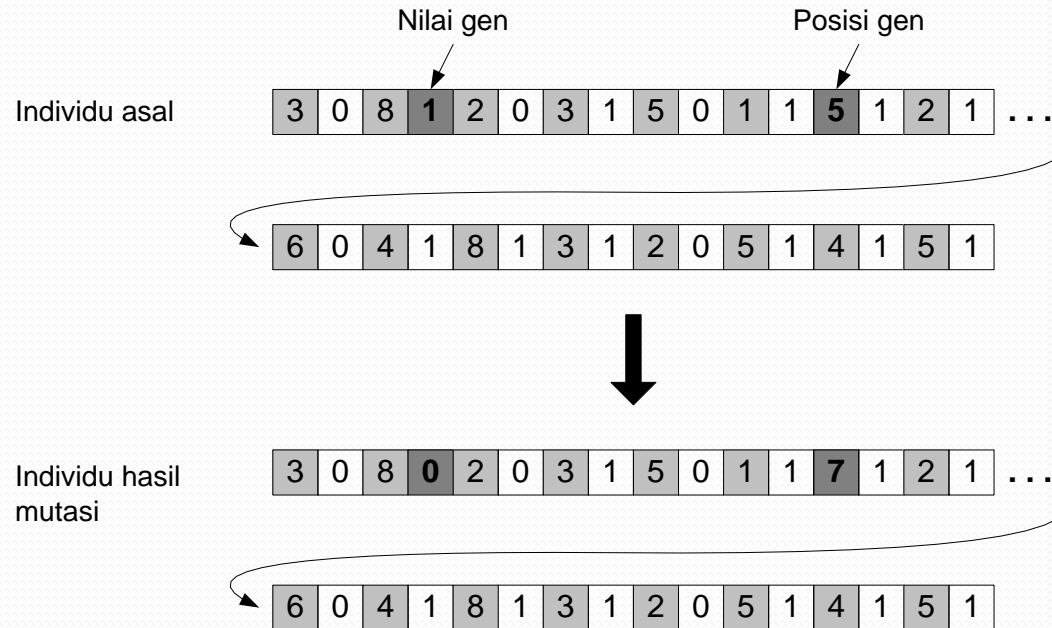 Nilai gen Posisi gen
Individu asal 3 0 8 1 2 0 3 1 5 0 1 1 5 1 2 1 ...
6 0 4 1 8 1 3 1 2 0 5 1 4 1 5 1
Individu hasil 3 0 8 0 2 0 3 1 5 0 1 1 7 1 2 1 ...
mutasi
6 0 4 1 8 1 3 1 2 0 5 1 4 1 5 1